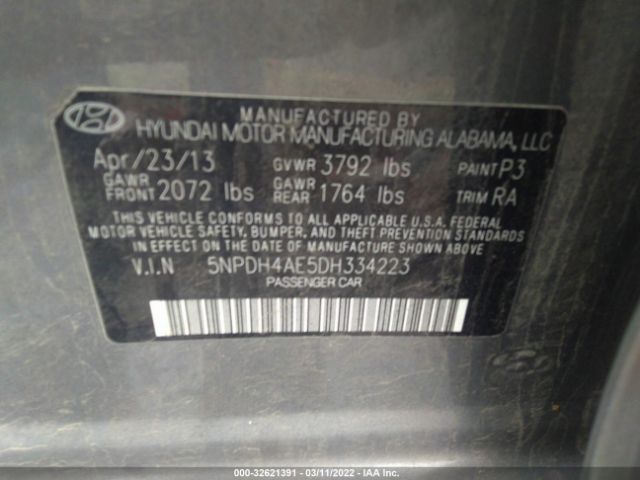 MANUFACTURED BY
HYUNDAI MOTOR MANUFACTURING ALABAMA, LLC
Apr/23/13 GVWR 3792 lbs PAINT P3
GAWR FRONT 2072 lbs GAWR REAR 1764 lbs TRIM RA
THIS VEHICLE CONFORMS TO ALL APPLICABLE U.S.A. FEDERAL
MOTOR VEHICLE SAFETY, BUMPER, AND THEFT PREVENTION STANDARDS
IN EFFECT ON THE DATE OF MANUFACTURE SHOWN ABOVE
V.I.N 5NPDH4AE5DH334223
PASSENGER CAR
000-32621391 - 03/11/2022 - IAA Inc.